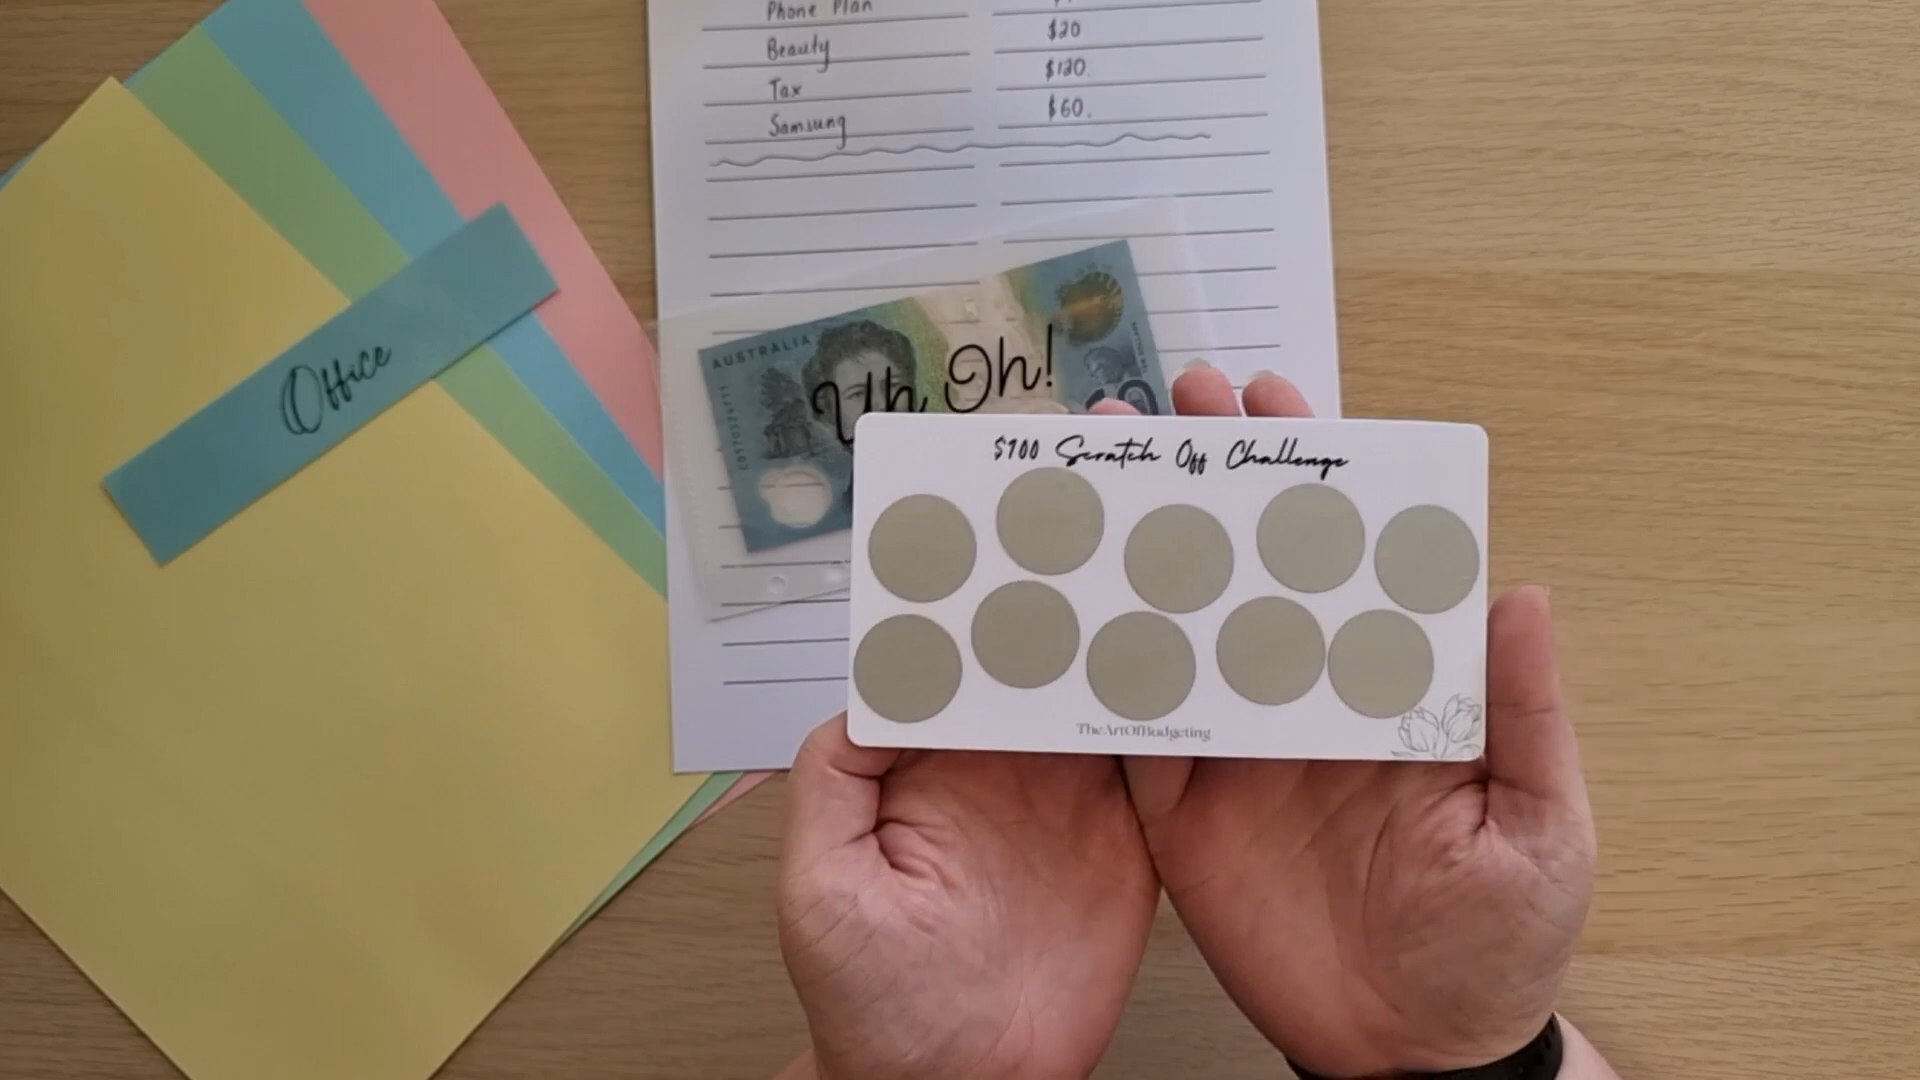 Phone Plan
$20
Beauty
$120.
Tax
$60.
Samsung
AUSTRALIA
Uh Oh!
Office
$100 Scratch Off Challenge
TheArtOfBudgeting